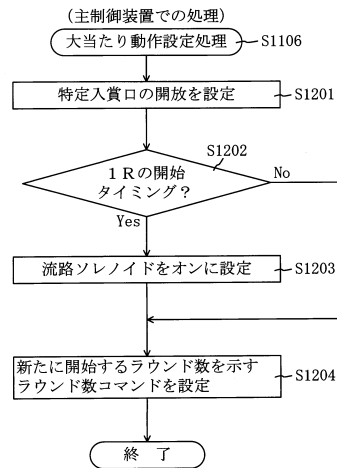 (主制御装置での処理)
大当たり動作設定処理
S1106
特定入賞口の開放を設定
S1201
S1202
1Rの開始
タイミング?
No
Yes
流路ソレノイドをオンに設定
S1203
新たに開始するラウンド数を示す
ラウンド数コマンドを設定
S1204
終 了